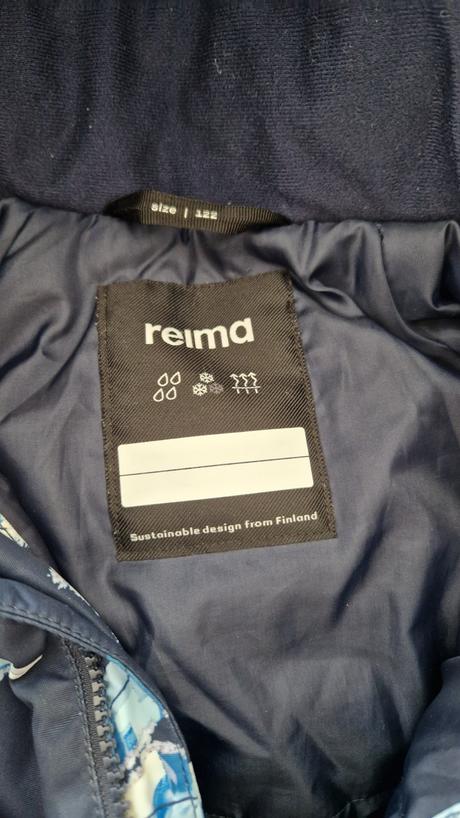 size | 122
reima
Sustainable design from Finland